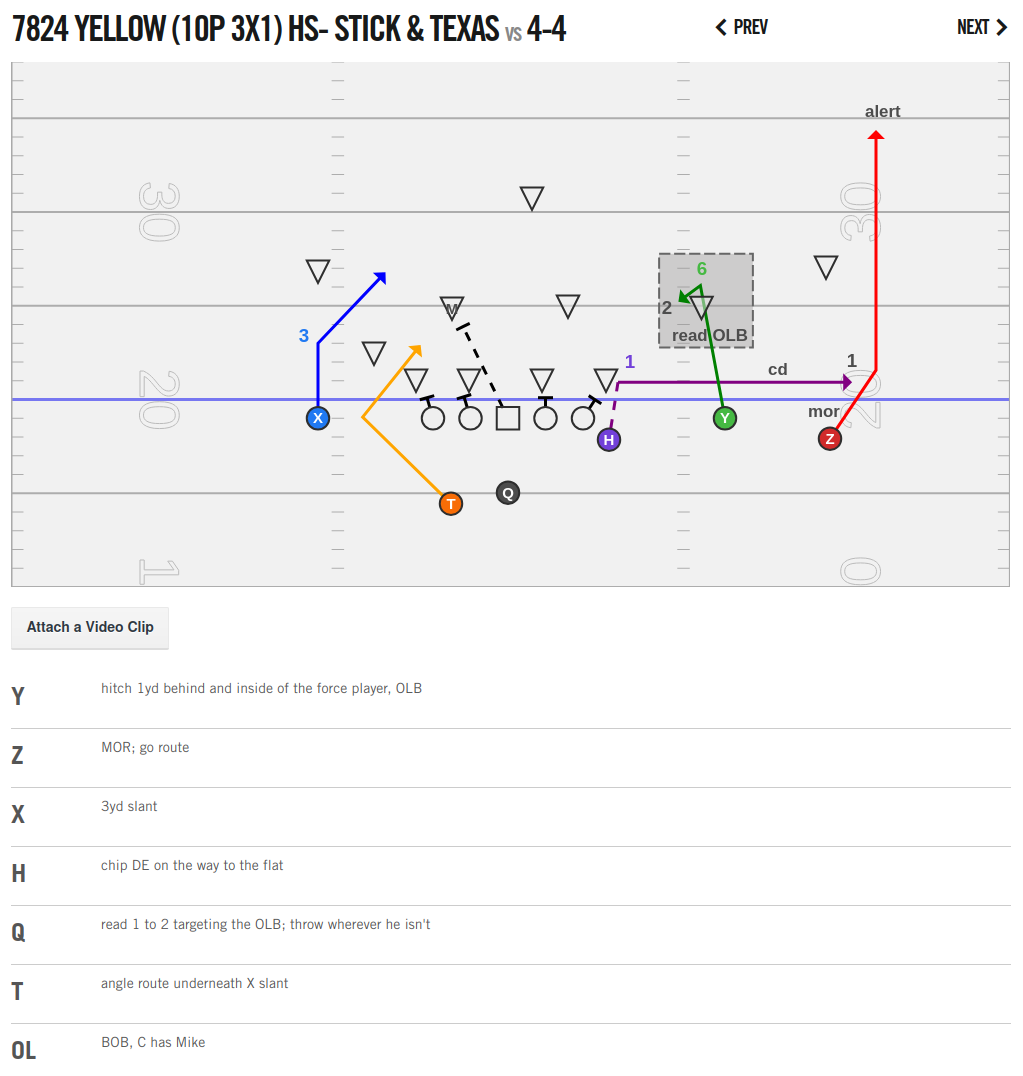 7824 YELLOW (10P 3X1) HS- STICK & TEXAS vs 4-4
PREV
NEXT
alert
30
30
6
M
2
read OLB
3
1
cd
1
20
20
mor
X
Y
H
Z
T
Q
1
0
Attach a Video Clip
Y
hitch 1yd behind and inside of the force player, OLB
Z
MOR; go route
X
3yd slant
H
chip DE on the way to the flat
Q
read 1 to 2 targeting the OLB; throw wherever he isn't
T
angle route underneath X slant
OL
BOB, C has Mike